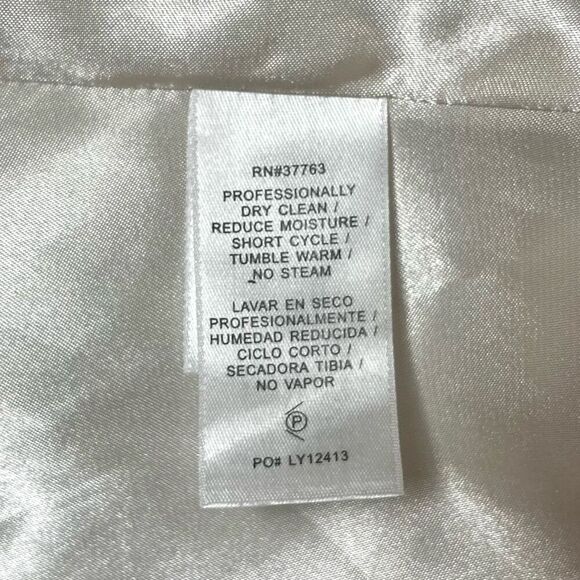 RN#37763
PROFESSIONALLY
DRY CLEAN /
REDUCE MOISTURE /
SHORT CYCLE /
TUMBLE WARM /
NO STEAM
LAVAR EN SECO
PROFESIONALMENTE /
HUMEDAD REDUCIDA /
CICLO CORTO /
SECADORA TIBIA /
NO VAPOR
P
PO# LY12413